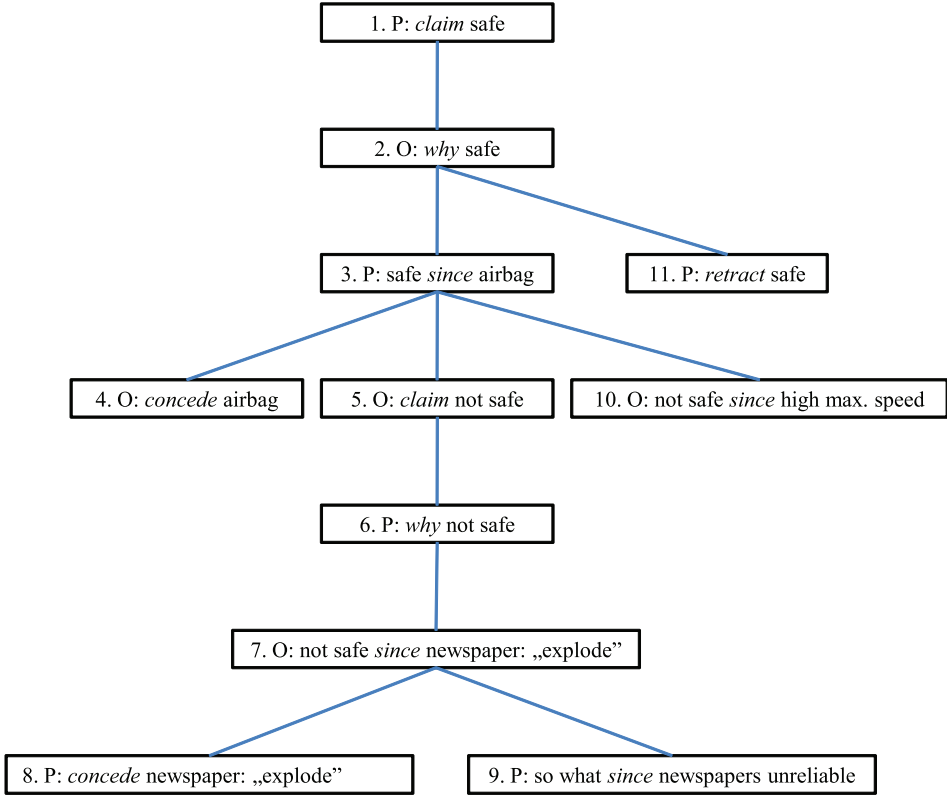 1. P: claim safe
2. O: why safe
3. P: safe since airbag
11. P: retract safe
4. O: concede airbag
5. O: claim not safe
10. O: not safe since high max. speed
6. P: why not safe
7. O: not safe since newspaper: „explode”
8. P: concede newspaper: „explode”
9. P: so what since newspapers unreliable